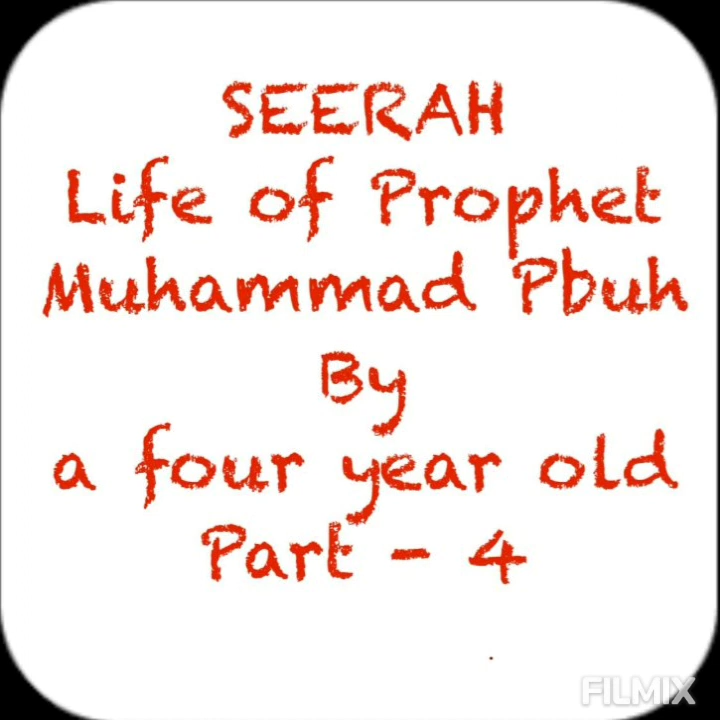 SEERAH
Life of Prophet
Muhammad Pbuh
By
a four year old
Part - 4
FILMIX